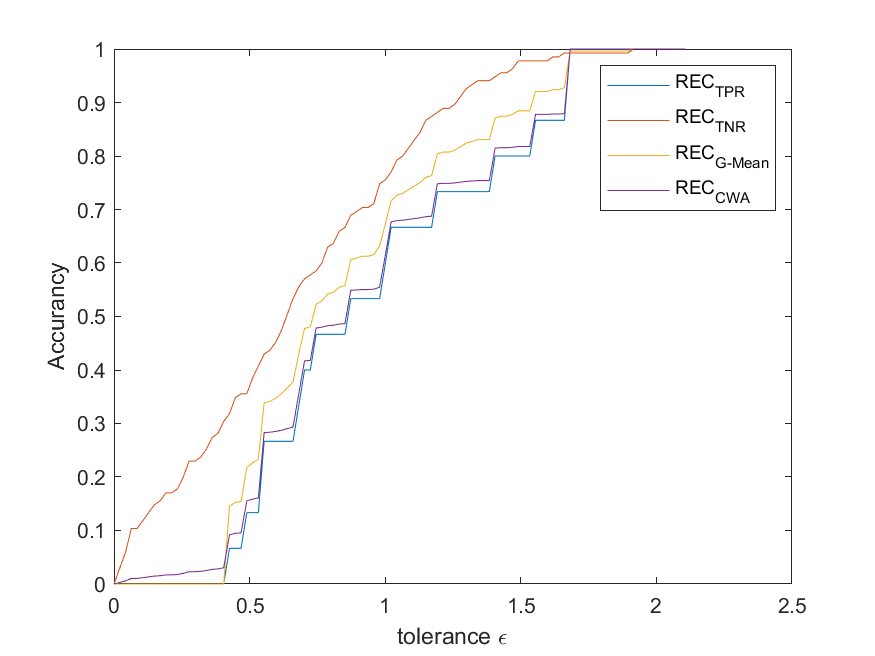 1
0.9
0.8
0.7
0.6
0.5
0.4
0.3
0.2
0.1
0
Accurancy
REC_TPR
REC_TNR
REC_G-Mean
REC_CWA
0 0.5 1 1.5 2 2.5
tolerance ϵ